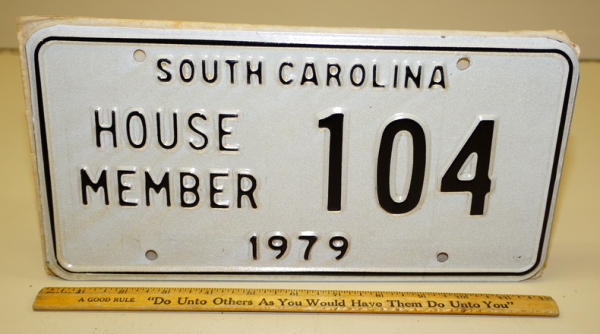 SOUTH CAROLINA
HOUSE MEMBER 104
1979
A GOOD RULE "Do Unto Others As You Would Have Them Do Unto You"